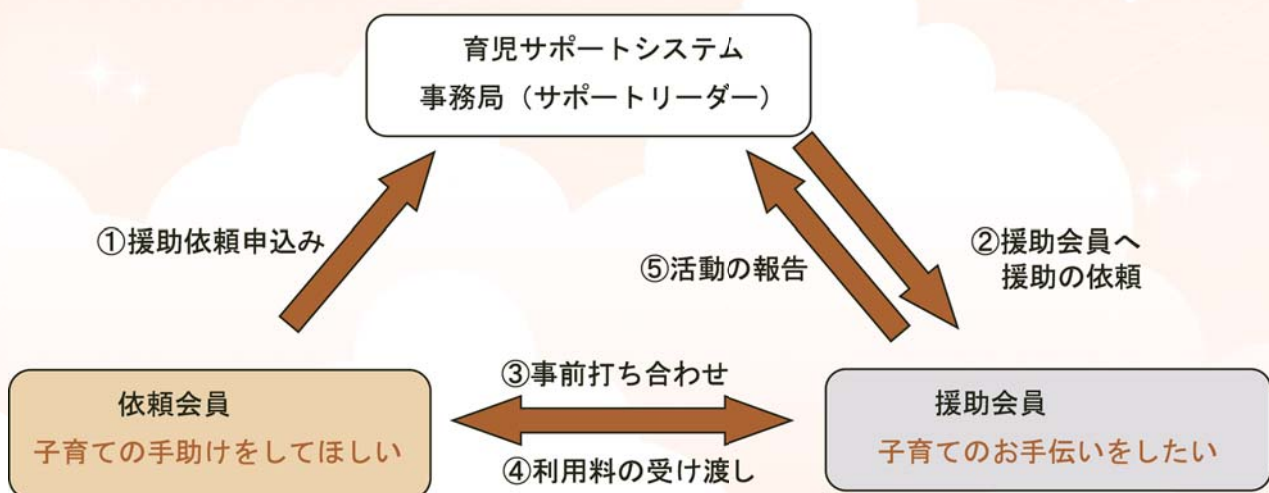 育児サポートシステム
事務局（サポートリーダー）
①援助依頼申込み
②援助会員へ
援助の依頼
⑤活動の報告
③事前打ち合わせ
依頼会員
子育ての手助けをしてほしい
援助会員
子育てのお手伝いをしたい
④利用料の受け渡し